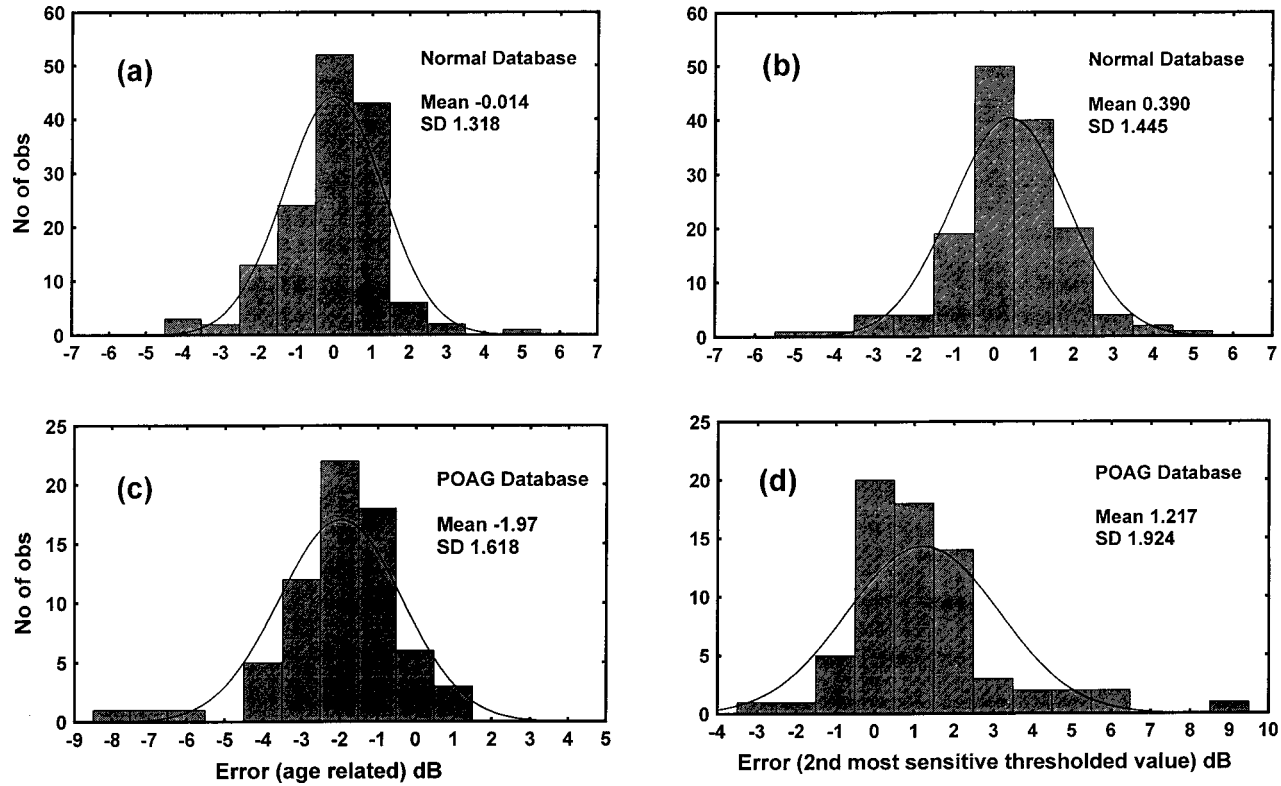 (a)
Normal Database
Mean -0.014
SD 1.318
No of obs
60
50
40
30
20
10
0
-7 -6 -5 -4 -3 -2 -1 0 1 2 3 4 5 6 7
(b)
Normal Database
Mean 0.390
SD 1.445
60
50
40
30
20
10
0
-7 -6 -5 -4 -3 -2 -1 0 1 2 3 4 5 6 7
(c)
POAG Database
Mean -1.97
SD 1.618
No of obs
25
20
15
10
5
0
-9 -8 -7 -6 -5 -4 -3 -2 -1 0 1 2 3 4 5
Error (age related) dB
(d)
POAG Database
Mean 1.217
SD 1.924
25
20
15
10
5
0
-4 -3 -2 -1 0 1 2 3 4 5 6 7 8 9 10
Error (2nd most sensitive thresholded value) dB